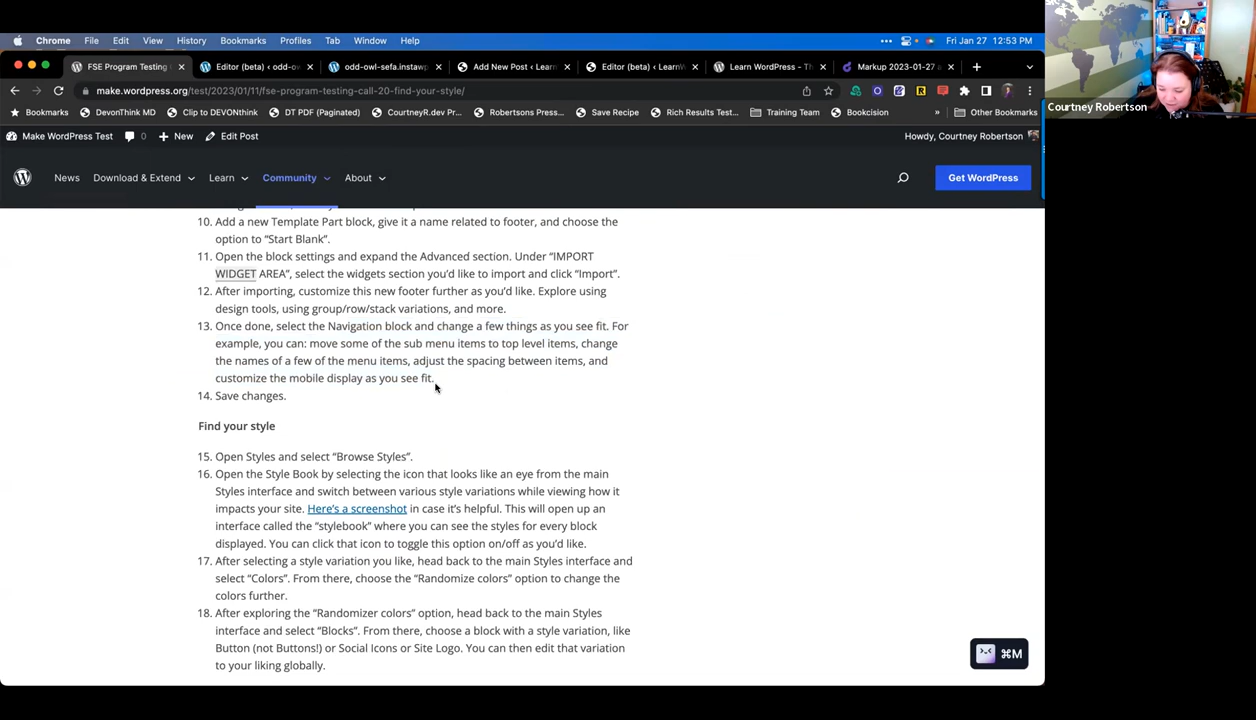 Chrome File Edit View History Bookmarks Profiles Tab Window Help
Fri Jan 27 12:53 PM
FSE Program Testing
Editor (beta) ‹ odd-o
odd-owl-sefa.instawp
Add New Post ‹ Learn
Editor (beta) ‹ LearnW
Learn WordPress – Th
Markup 2023-01-27 a
make.wordpress.org/test/2023/01/11/fse-program-testing-call-20-find-your-style/
Bookmarks DevonThink MD Clip to DEVONthink DT PDF (Paginated) CourtneyR.dev Pr... Robertsons Press... Save Recipe Rich Results Test... Training Team Bookcision » Other Bookmarks
Make WordPress Test 0 New Edit Post Howdy, Courtney Robertson
News Download & Extend Learn Community About Get WordPress
10. Add a new Template Part block, give it a name related to footer, and choose the
option to “Start Blank”.
11. Open the block settings and expand the Advanced section. Under “IMPORT
WIDGET AREA”, select the widgets section you’d like to import and click “Import”.
12. After importing, customize this new footer further as you’d like. Explore using
design tools, using group/row/stack variations, and more.
13. Once done, select the Navigation block and change a few things as you see fit. For
example, you can: move some of the sub menu items to top level items, change
the names of a few of the menu items, adjust the spacing between items, and
customize the mobile display as you see fit.
14. Save changes.
Find your style
15. Open Styles and select “Browse Styles”.
16. Open the Style Book by selecting the icon that looks like an eye from the main
Styles interface and switch between various style variations while viewing how it
impacts your site. Here’s a screenshot in case it’s helpful. This will open up an
interface called the “stylebook” where you can see the styles for every block
displayed. You can click that icon to toggle this option on/off as you’d like.
17. After selecting a style variation you like, head back to the main Styles interface and
select “Colors”. From there, choose the “Randomize colors” option to change the
colors further.
18. After exploring the “Randomizer colors” option, head back to the main Styles
interface and select “Blocks”. From there, choose a block with a style variation, like
Button (not Buttons!) or Social Icons or Site Logo. You can then edit that variation
to your liking globally.
⌘M
Courtney Robertson